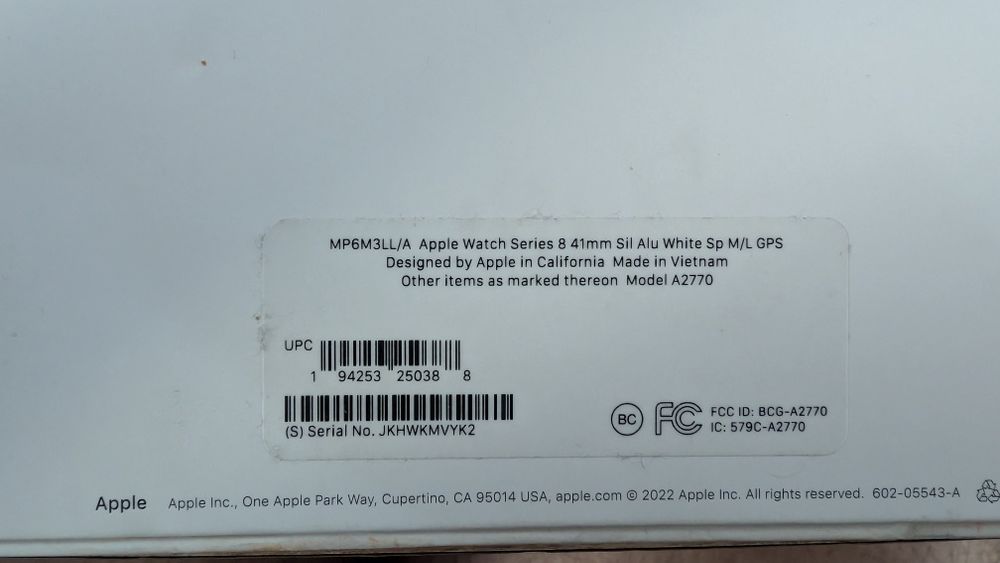 MP6M3LL/A Apple Watch Series 8 41mm Sil Alu White Sp M/L GPS
Designed by Apple in California Made in Vietnam
Other items as marked thereon Model A2770
UPC
1 94253 25038 8
(S) Serial No. JKHWKMVYK2
BC FC FCC ID: BCG-A2770
IC: 579C-A2770
Apple Apple Inc., One Apple Park Way, Cupertino, CA 95014 USA, apple.com © 2022 Apple Inc. All rights reserved. 602-05543-A